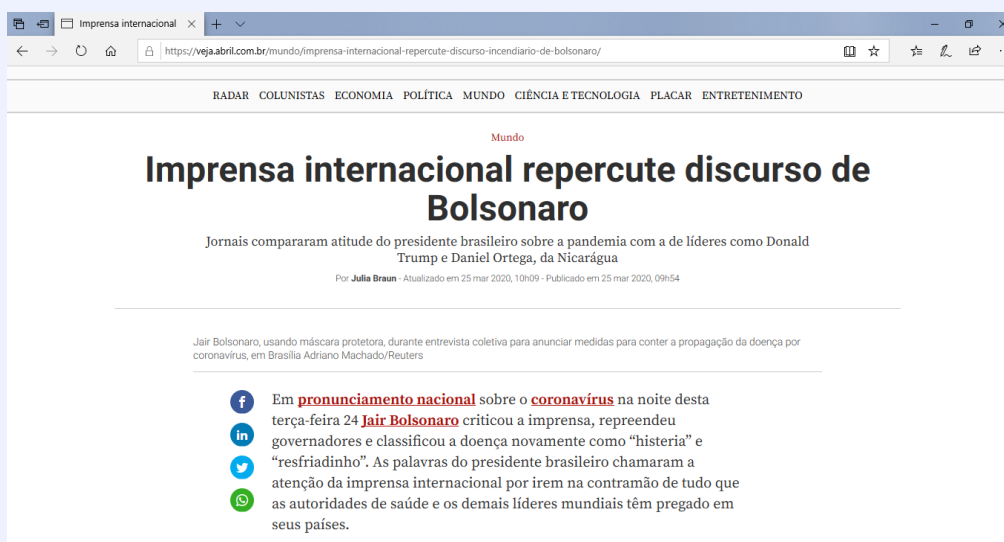 Imprensa internacional
https://veja.abril.com.br/mundo/imprensa-internacional-repercute-discurso-incendiario-de-bolsonaro/
RADAR COLUNISTAS ECONOMIA POLÍTICA MUNDO CIÊNCIA E TECNOLOGIA PLACAR ENTRETENIMENTO
Mundo
Imprensa internacional repercute discurso de
Bolsonaro
Jornais compararam atitude do presidente brasileiro sobre a pandemia com a de líderes como Donald
Trump e Daniel Ortega, da Nicarágua
Por Julia Braun - Atualizado em 25 mar 2020, 10h09 - Publicado em 25 mar 2020, 09h54
Jair Bolsonaro, usando máscara protetora, durante entrevista coletiva para anunciar medidas para conter a propagação da doença por
coronavírus, em Brasília Adriano Machado/Reuters
Em pronunciamento nacional sobre o coronavírus na noite desta
terça-feira 24 Jair Bolsonaro criticou a imprensa, repreendeu
governadores e classificou a doença novamente como “histeria” e
“resfriadinho”. As palavras do presidente brasileiro chamaram a
atenção da imprensa internacional por irem na contramão de tudo que
as autoridades de saúde e os demais líderes mundiais têm pregado em
seus países.